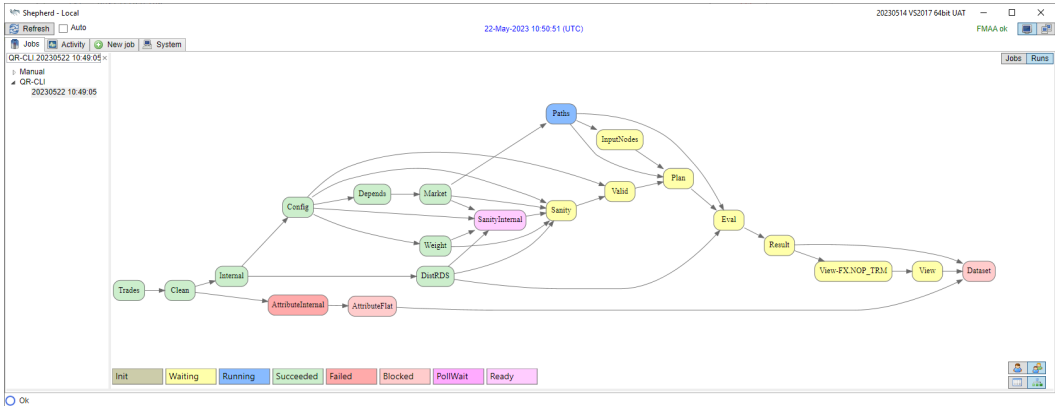 Shepherd - Local
20230514 VS2017 64bit UAT
Refresh
Auto
22-May-2023 10:50:51 (UTC)
FMAA ok
Jobs
Activity
New job
System
QR-CLI.20230522 10:49:05
Jobs Runs
Manual
QR-CLI
20230522 10:49:05
Paths
InputNodes
Plan
Depends
Market
Valid
Config
Sanity
SanityInternal
Eval
Weight
Result
Internal
DistRDS
View-FX.NOP_TRM
View
Dataset
Trades
Clean
AttributeInternal
AttributeFlat
Init
Waiting
Running
Succeeded
Failed
Blocked
PollWait
Ready
Ok